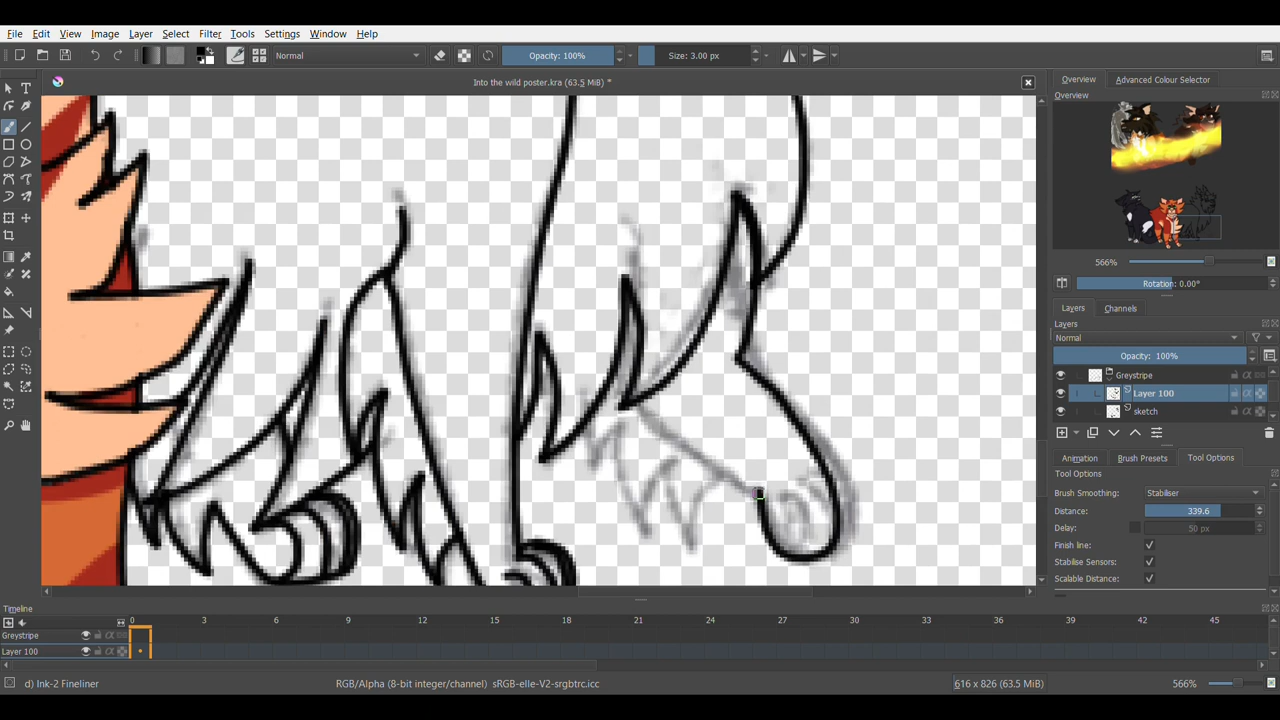 File Edit View Image Layer Select Filter Tools Settings Window Help
Normal Opacity: 100% Size: 3.00 px
Into the wild poster.kra (63.5 MiB) *
Overview Advanced Colour Selector
Overview
566%
Rotation: 0.00°
Layers Channels
Layers
Normal
Opacity: 100%
Greystripe
Layer 100
sketch
Animation Brush Presets Tool Options
Tool Options
Brush Smoothing: Stabiliser
Distance: 339.6
Delay: 50 px
Finish line:
Stabilise Sensors:
Scalable Distance:
Timeline
0 3 6 9 12 15 18 21 24 27 30 33 36 39 42 45
Greystripe
Layer 100
d) Ink-2 Fineliner RGB/Alpha (8-bit integer/channel) sRGB-elle-V2-srgbtrc.icc 616 x 826 (63.5 MiB) 566%